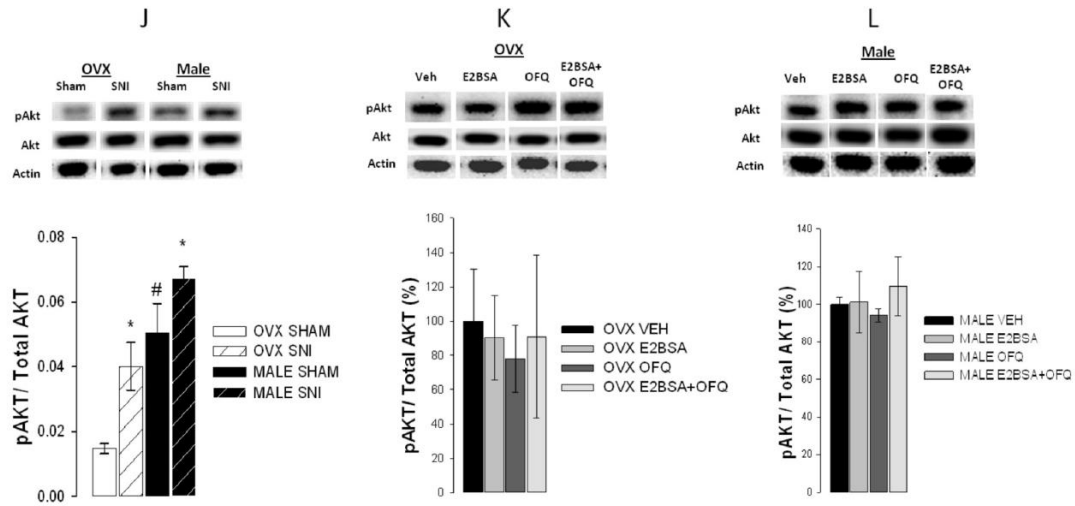 J
OVX Male
Sham SNI Sham SNI
pAkt
Akt
Actin
0.08
0.06
0.04
0.02
0.00
pAKT/ Total AKT
* # *
OVX SHAM
OVX SNI
MALE SHAM
MALE SNI
K
OVX
Veh E2BSA OFQ E2BSA+
OFQ
pAkt
Akt
Actin
160
140
120
100
80
60
40
20
0
pAKT/ Total AKT (%)
OVX VEH
OVX E2BSA
OVX OFQ
OVX E2BSA+OFQ
L
Male
Veh E2BSA OFQ E2BSA+
OFQ
pAkt
Akt
Actin
140
120
100
80
60
40
20
0
pAKT/ Total AKT (%)
MALE VEH
MALE E2BSA
MALE OFQ
MALE E2BSA+OFQ